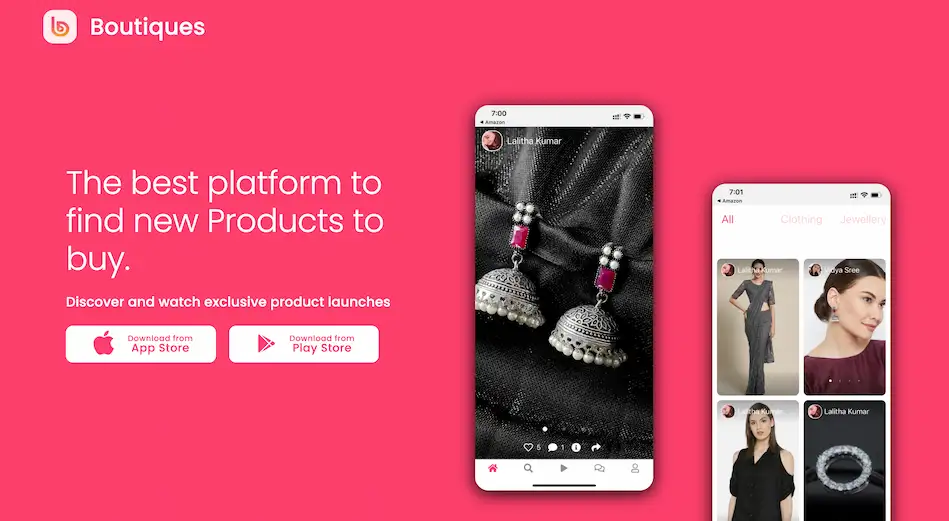 Boutiques
The best platform to
find new Products to
buy.
Discover and watch exclusive product launches
Download from
App Store
Download from
Play Store
7:00
Amazon
Lalitha Kumar
5
1
7:01
Amazon
All
Clothing
Jewellery
Lalitha Kumar
Vidya Sree
Lalitha Kumar
Lalitha Kumar